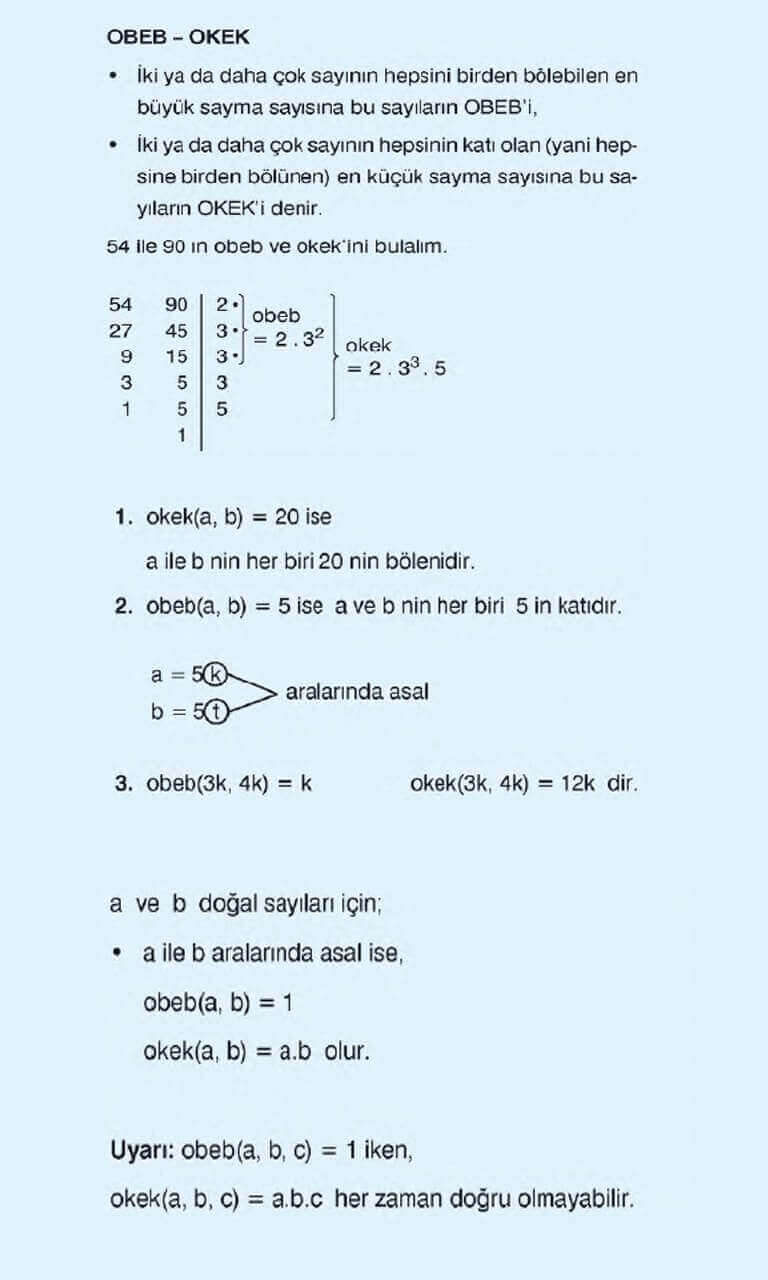 OBEB – OKEK
• İki ya da daha çok sayının hepsini birden bölebilen en
büyük sayma sayısına bu sayıların OBEB'i,
• İki ya da daha çok sayının hepsinin katı olan (yani hep-
sine birden bölünen) en küçük sayma sayısına bu sa-
yıların OKEK'i denir.
54 ile 90 ın obeb ve okek'ini bulalım.
54 90 2•
27 45 3•
9 15 3•
3 5 3
1 5 5
1
obeb
= 2 . 3²
okek
= 2 . 3³ . 5
1. okek(a, b) = 20 ise
a ile b nin her biri 20 nin bölenidir.
2. obeb(a, b) = 5 ise a ve b nin her biri 5 in katıdır.
a = 5k
b = 5t
aralarında asal
3. obeb(3k, 4k) = k okek(3k, 4k) = 12k dir.
a ve b doğal sayıları için;
• a ile b aralarında asal ise,
obeb(a, b) = 1
okek(a, b) = a.b olur.
Uyarı: obeb(a, b, c) = 1 iken,
okek(a, b, c) = a.b.c her zaman doğru olmayabilir.